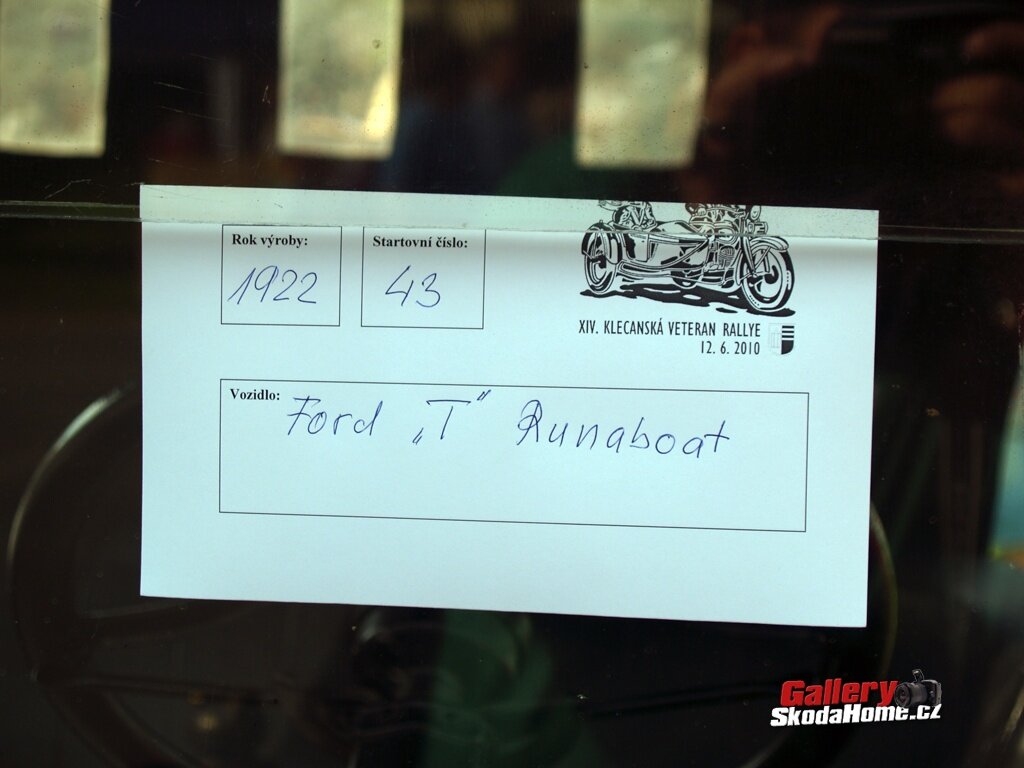 Rok výroby:
1922
Startovní číslo:
43
XIV. KLECANSKÁ VETERAN RALLYE
12. 6. 2010
Vozidlo:
Ford „T“ Runaboat
Gallery
SkodaHome.cz